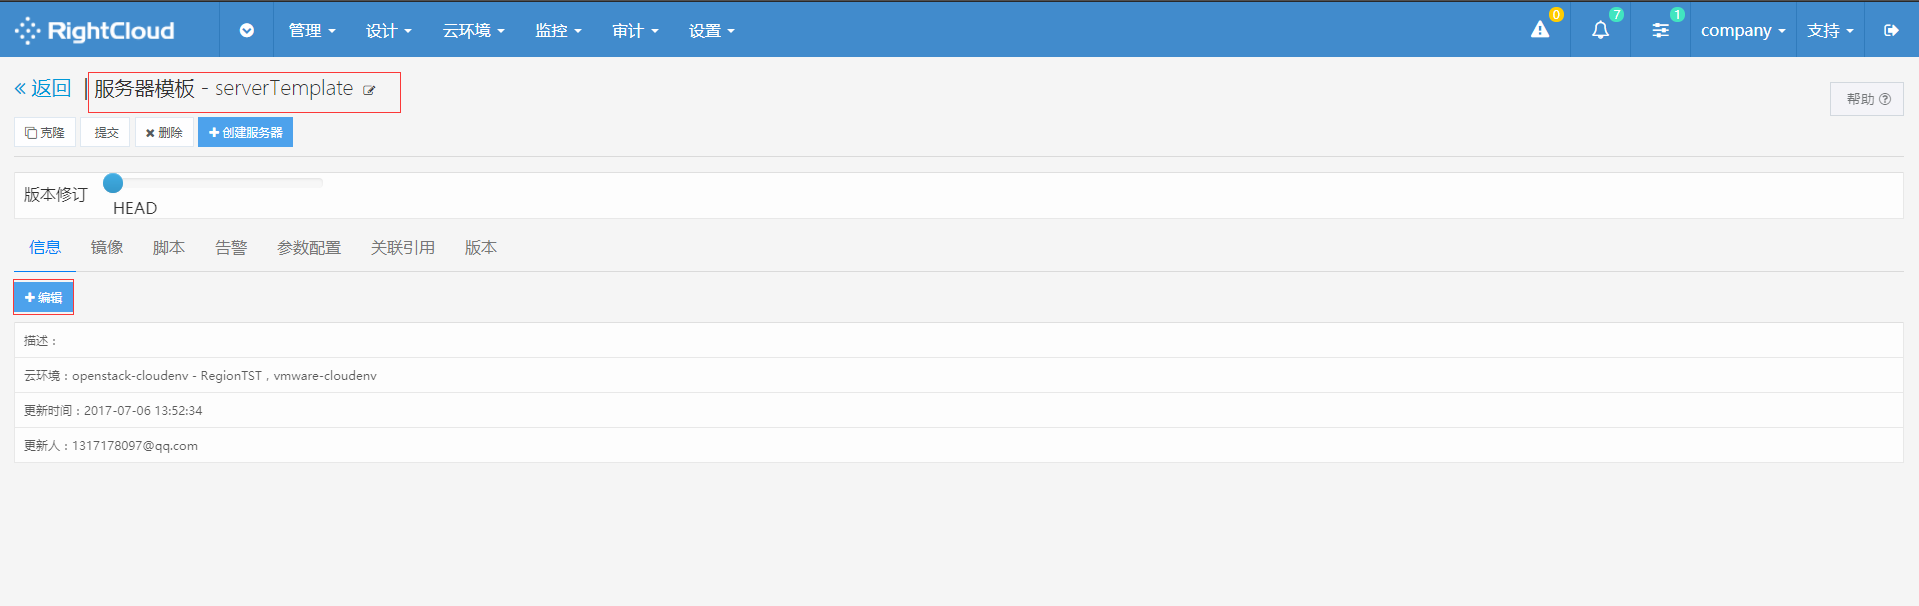 RightCloud 管理 设计 云环境 监控 审计 设置 0 7 1 company 支持
« 返回 | 服务器模板 - serverTemplate
帮助
克隆 提交 删除 创建服务器
版本修订
HEAD
信息 镜像 脚本 告警 参数配置 关联引用 版本
编辑
描述：
云环境：openstack-cloudenv - RegionTST，vmware-cloudenv
更新时间：2017-07-06 13:52:34
更新人：1317178097@qq.com